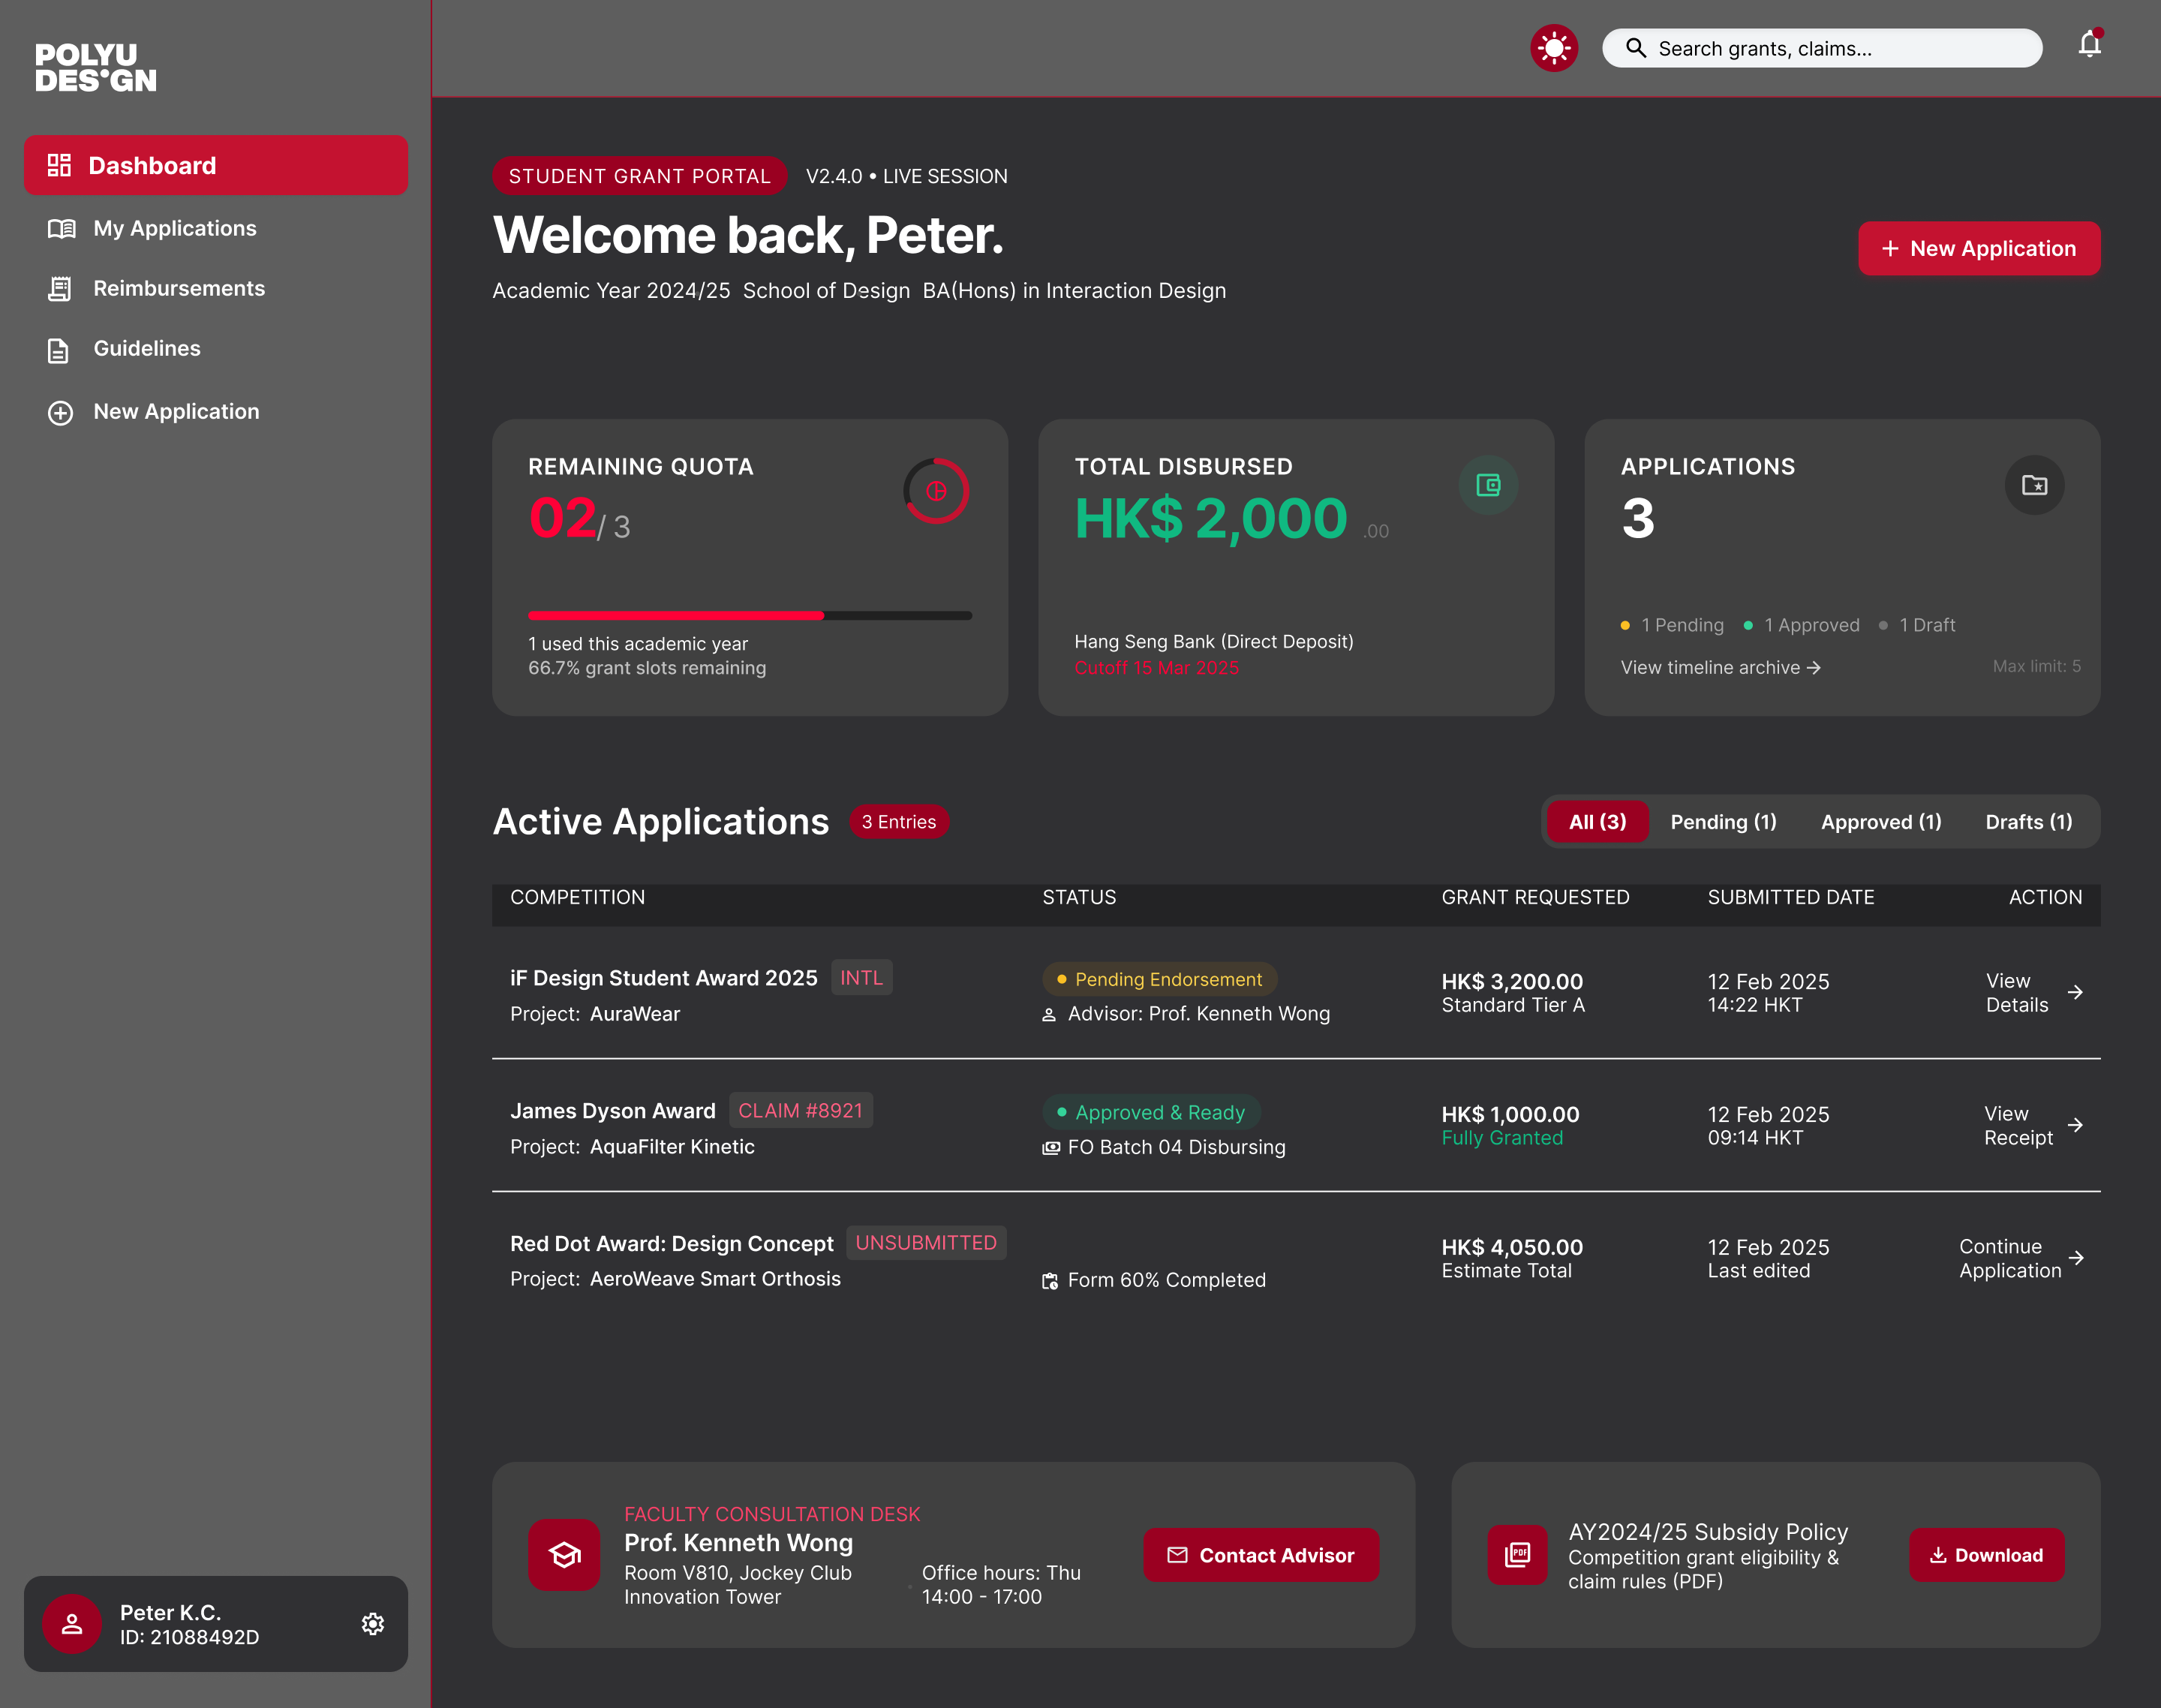 POLYU
DESIGN
Dashboard
My Applications
Reimbursements
Guidelines
New Application
Peter K.C.
ID: 21088492D
Search grants, claims...
STUDENT GRANT PORTAL
V2.4.0 • LIVE SESSION
Welcome back, Peter.
Academic Year 2024/25 School of Design BA(Hons) in Interaction Design
+ New Application
REMAINING QUOTA
02/ 3
1 used this academic year
66.7% grant slots remaining
TOTAL DISBURSED
HK$ 2,000 .00
Hang Seng Bank (Direct Deposit)
Cutoff 15 Mar 2025
APPLICATIONS
3
1 Pending • 1 Approved • 1 Draft
View timeline archive →
Max limit: 5
Active Applications
3 Entries
All (3) Pending (1) Approved (1) Drafts (1)
COMPETITION STATUS GRANT REQUESTED SUBMITTED DATE ACTION
iF Design Student Award 2025 INTL
Project: AuraWear
Pending Endorsement
Advisor: Prof. Kenneth Wong
HK$ 3,200.00
Standard Tier A
12 Feb 2025
14:22 HKT
View
Details →
James Dyson Award CLAIM #8921
Project: AquaFilter Kinetic
Approved & Ready
FO Batch 04 Disbursing
HK$ 1,000.00
Fully Granted
12 Feb 2025
09:14 HKT
View
Receipt →
Red Dot Award: Design Concept UNSUBMITTED
Project: AeroWeave Smart Orthosis
Form 60% Completed
HK$ 4,050.00
Estimate Total
12 Feb 2025
Last edited
Continue
Application →
FACULTY CONSULTATION DESK
Prof. Kenneth Wong
Room V810, Jockey Club
Innovation Tower
Office hours: Thu
14:00 - 17:00
Contact Advisor
PDF
AY2024/25 Subsidy Policy
Competition grant eligibility &
claim rules (PDF)
Download